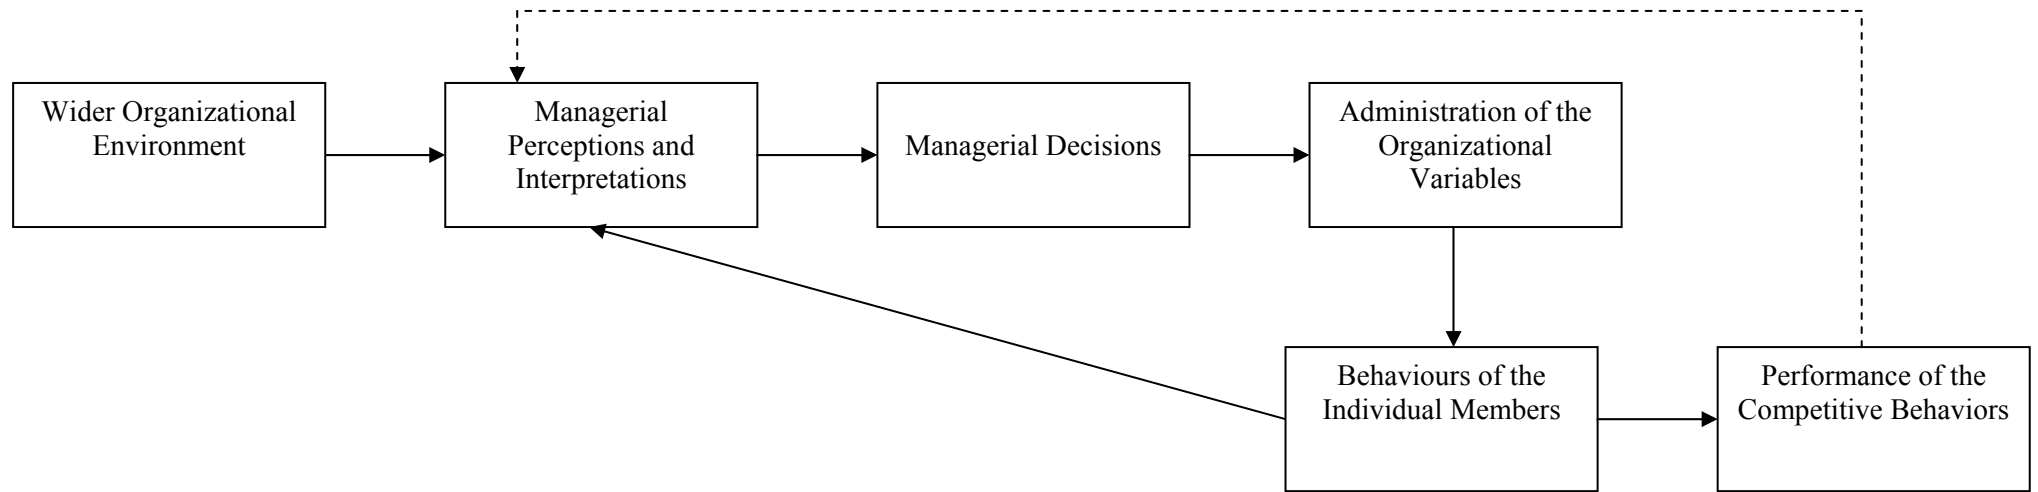 Wider Organizational
Environment
Managerial
Perceptions and
Interpretations
Managerial Decisions
Administration of the
Organizational
Variables
Behaviours of the
Individual Members
Performance of the
Competitive Behaviors